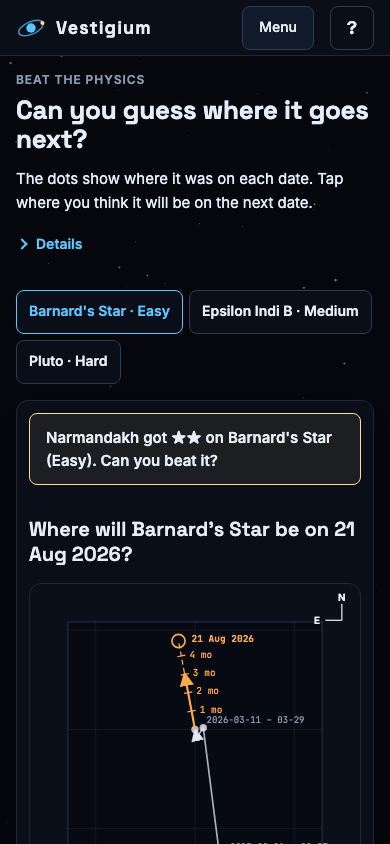 Vestigium
Menu
?
BEAT THE PHYSICS
Can you guess where it goes
next?
The dots show where it was on each date. Tap
where you think it will be on the next date.
Details
Barnard's Star · Easy
Epsilon Indi B · Medium
Pluto · Hard
Narmandakh got ★★ on Barnard's Star
(Easy). Can you beat it?
Where will Barnard's Star be on 21
Aug 2026?
N
E
21 Aug 2026
4 mo
3 mo
2 mo
1 mo
2026-03-11 – 03-29